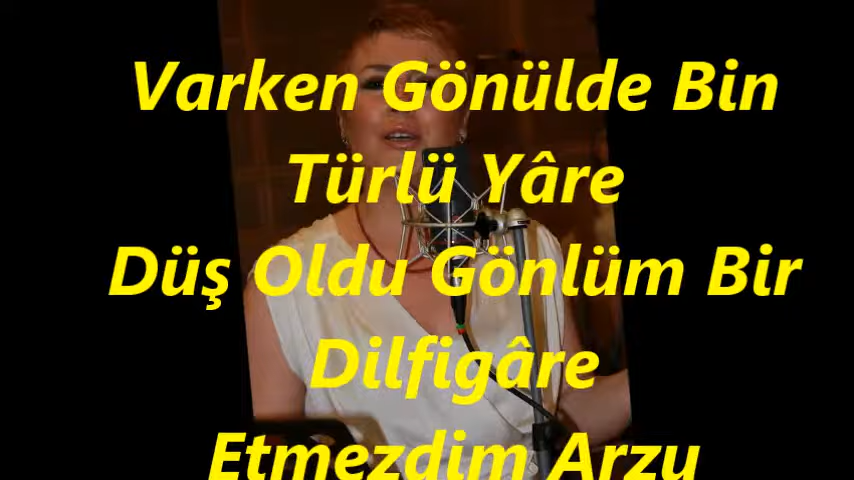 Varken Gönülde Bin
Türlü Yâre
Düş Oldu Gönlüm Bir
Dilfigâre
Etmezdim Arzu